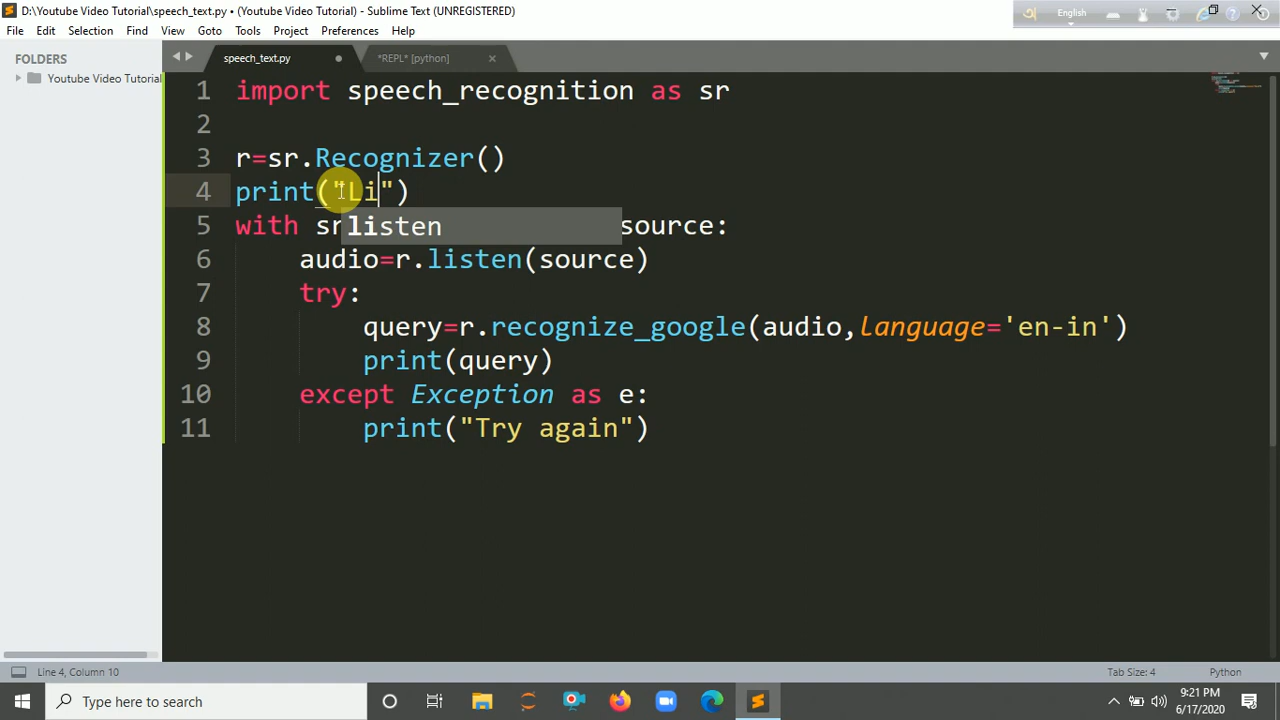 D:\Youtube Video Tutorial\speech_text.py • (Youtube Video Tutorial) - Sublime Text (UNREGISTERED)
English
File Edit Selection Find View Goto Tools Project Preferences Help
FOLDERS
Youtube Video Tutorial
speech_text.py
*REPL* [python]
1 import speech_recognition as sr
2
3 r=sr.Recognizer()
4 print("Li")
listen
5 with sr source:
6 audio=r.listen(source)
7 try:
8 query=r.recognize_google(audio,language='en-in')
9 print(query)
10 except Exception as e:
11 print("Try again")
Line 4, Column 10
Tab Size: 4
Python
Type here to search
9:21 PM
6/17/2020